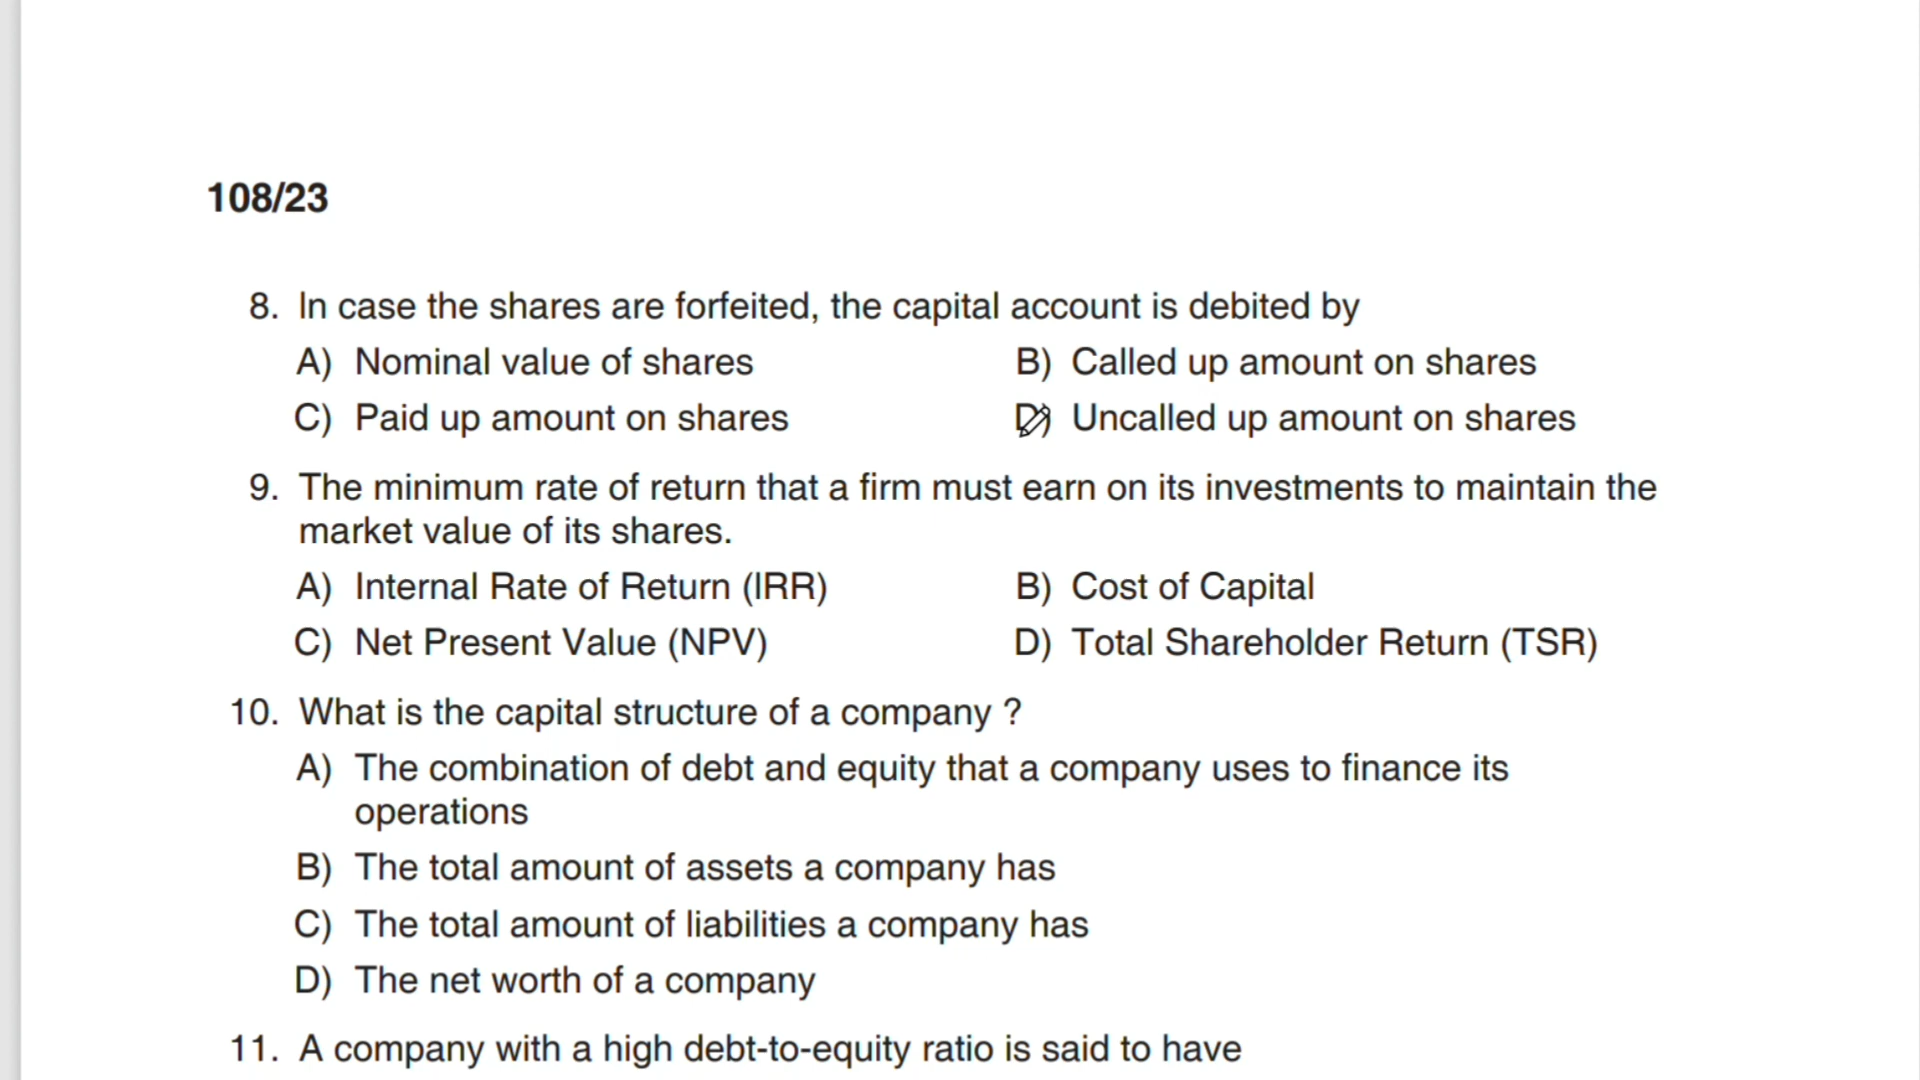 108/23
8. In case the shares are forfeited, the capital account is debited by
A) Nominal value of shares B) Called up amount on shares
C) Paid up amount on shares D) Uncalled up amount on shares
9. The minimum rate of return that a firm must earn on its investments to maintain the
market value of its shares.
A) Internal Rate of Return (IRR) B) Cost of Capital
C) Net Present Value (NPV) D) Total Shareholder Return (TSR)
10. What is the capital structure of a company ?
A) The combination of debt and equity that a company uses to finance its
operations
B) The total amount of assets a company has
C) The total amount of liabilities a company has
D) The net worth of a company
11. A company with a high debt-to-equity ratio is said to have